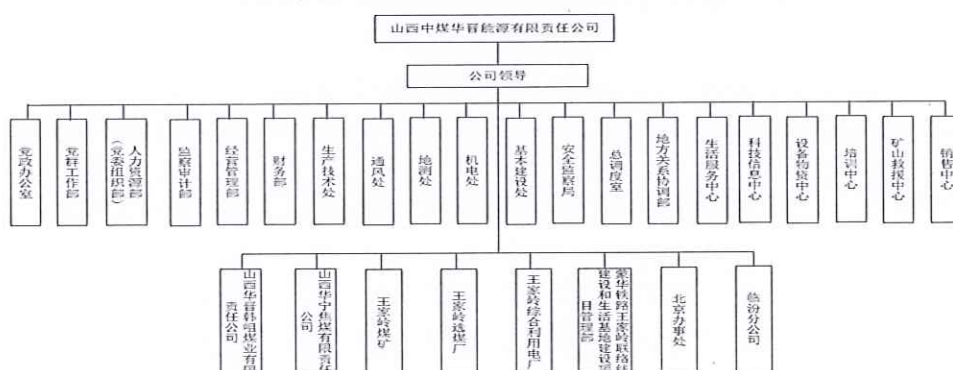 山西中煤华晋能源有限责任公司
公司领导
党政办公室
党群工作部
人力资源部
（党委组织部）
监察审计部
经营管理部
财务部
生产技术处
通风处
地测处
机电处
基本建设处
安全监察局
总调度室
地方关系协调部
生活服务中心
科技信息中心
设备物资中心
培训中心
矿山救援中心
销售中心
山西华晋韩咀煤业有限
责任公司
山西华宁焦煤有限责任
公司
王家岭煤矿
王家岭选煤厂
王家岭综合利用电厂
蒙华铁路王家岭联络线
建设和生活基地建设项
目管理部
北京办事处
临汾分公司